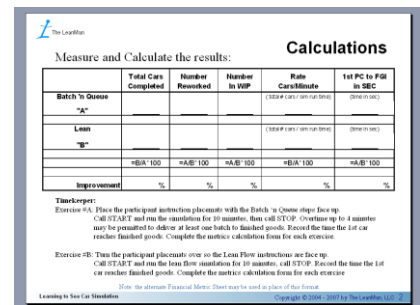 The LeanMan
Calculations
Measure and Calculate the results:
Total Cars Completed Number Reworked Number In WIP Rate Cars/Minute 1st PC to FGI in SEC
Batch 'n Queue (total # cars / sim run time) (time in sec)
"A"
Lean (total # cars / sim run time) (time in sec)
"B"
=B/A*100 =A/B*100 =A/B*100 =B/A*100 =A/B*100
Improvement % % % % %
Timekeeper:
Exercise #A: Place the participant instruction placemats with the Batch 'n Queue steps face up.
Call START and run the simulation for 10 minutes, then call STOP. Overtime up to 4 minutes
may be permitted to deliver at least one batch to finished goods. Record the time the 1st car
reaches finished goods. Complete the metrics calculation form for each exercise.
Exercise #B: Turn the participant placemats over so the Lean Flow instructions are face up.
Call START and run the lean flow simulation for 10 minutes, call STOP. Record the time the 1st
car reaches finished goods. Complete the metrics calculation form for each exercise
Note: the alternate Financial Metric Sheet may be used in place of this format.
Learning to See Car Simulation Copyright © 2004 - 2007 by The LeanMan, LLC 2